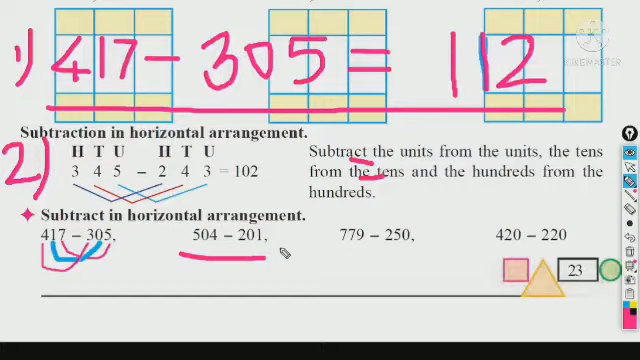 1) 417 - 305 = 112
KINEMASTER
Subtraction in horizontal arrangement.
2)
H T U H T U
3 4 5 - 2 4 3 = 102
Subtract the units from the units, the tens
from the tens and the hundreds from the
hundreds.
Subtract in horizontal arrangement.
417 - 305, 504 - 201, 779 - 250, 420 - 220
23